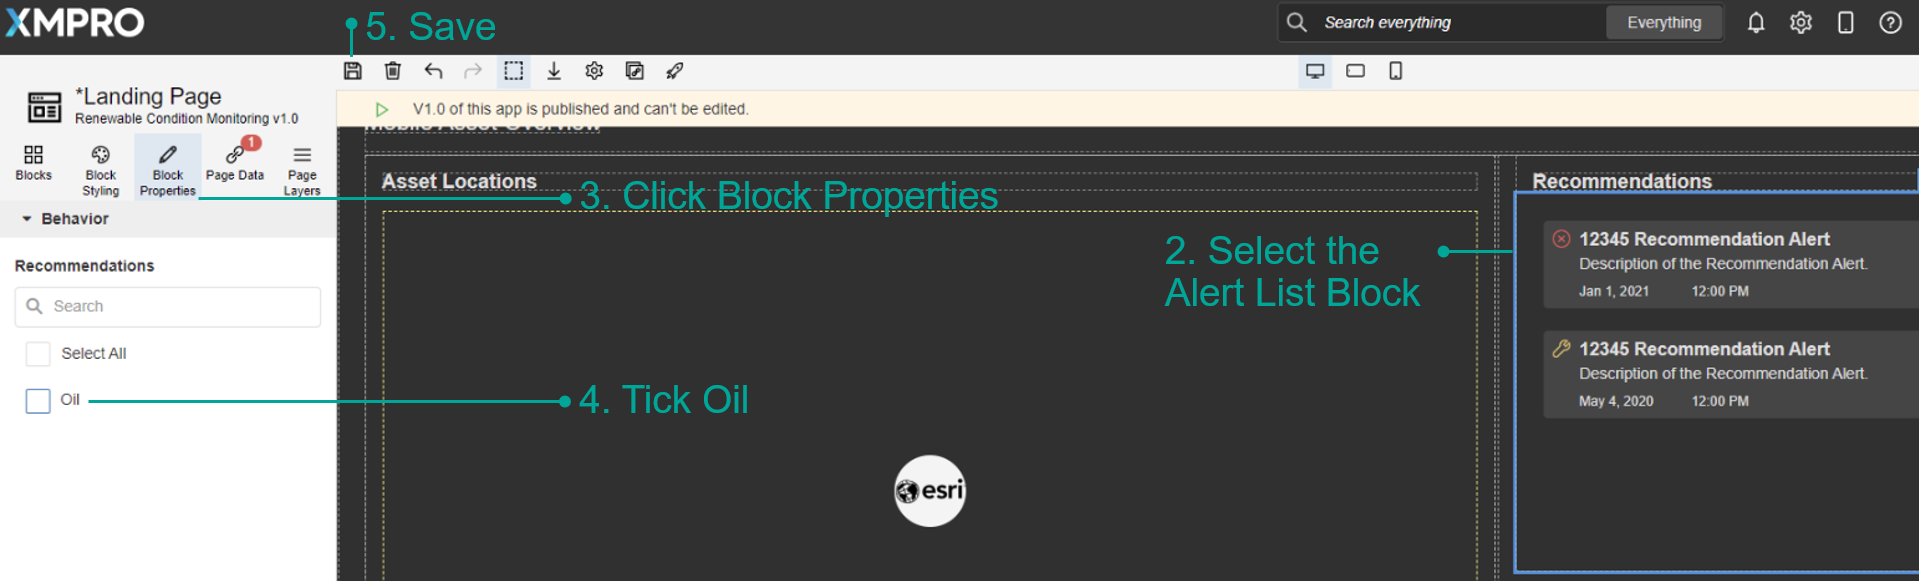 XMPRO
5. Save
Search everything
Everything
*Landing Page
Renewable Condition Monitoring v1.0
V1.0 of this app is published and can't be edited.
Mobile Asset Overview
1
Blocks
Block
Styling
Block
Properties
Page Data
Page
Layers
Behavior
Recommendations
Search
Select All
Oil
Asset Locations
3. Click Block Properties
2. Select the
Alert List Block
4. Tick Oil
esri
Recommendations
12345 Recommendation Alert
Description of the Recommendation Alert.
Jan 1, 2021 12:00 PM
12345 Recommendation Alert
Description of the Recommendation Alert.
May 4, 2020 12:00 PM